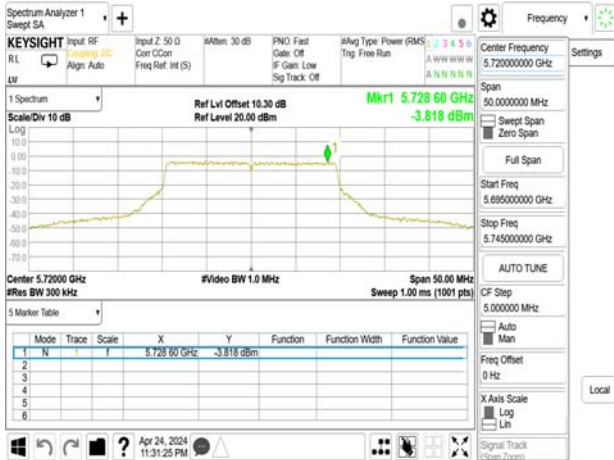 Spectrum Analyzer 1
Swept SA
+
Frequency
KEYSIGHT
RL
Input: RF
Coupling: DC
Align: Auto
Input Z: 50 Ω
Corr CCorr
Freq Ref: Int (S)
#Atten: 30 dB
PNO: Fast
Gate: Off
IF Gain: Low
Sig Track: Off
#Avg Type: Power (RMS
Trig: Free Run
1 2 3 4 5 6
A W W W W W
A N N N N N
LV
1 Spectrum
Scale/Div 10 dB
Ref Lvl Offset 10.30 dB
Ref Level 20.00 dBm
Mkr1 5.728 60 GHz
-3.818 dBm
Log
10.0
0.00
-10.0
-20.0
-30.0
-40.0
-50.0
-60.0
-70.0
1
Center 5.72000 GHz
#Res BW 300 kHz
#Video BW 1.0 MHz
Span 50.00 MHz
Sweep 1.00 ms (1001 pts)
5 Marker Table
Mode Trace Scale X Y Function Function Width Function Value
1 N 1 f 5.728 60 GHz -3.818 dBm
2
3
4
5
6
Apr 24, 2024
11:31:25 PM
?
Center Frequency
5.720000000 GHz
Span
50.0000000 MHz
Swept Span
Zero Span
Full Span
Start Freq
5.695000000 GHz
Stop Freq
5.745000000 GHz
AUTO TUNE
CF Step
5.000000 MHz
Auto
Man
Freq Offset
0 Hz
X Axis Scale
Log
Lin
Signal Track
(Span Zoom)
Settings
Local